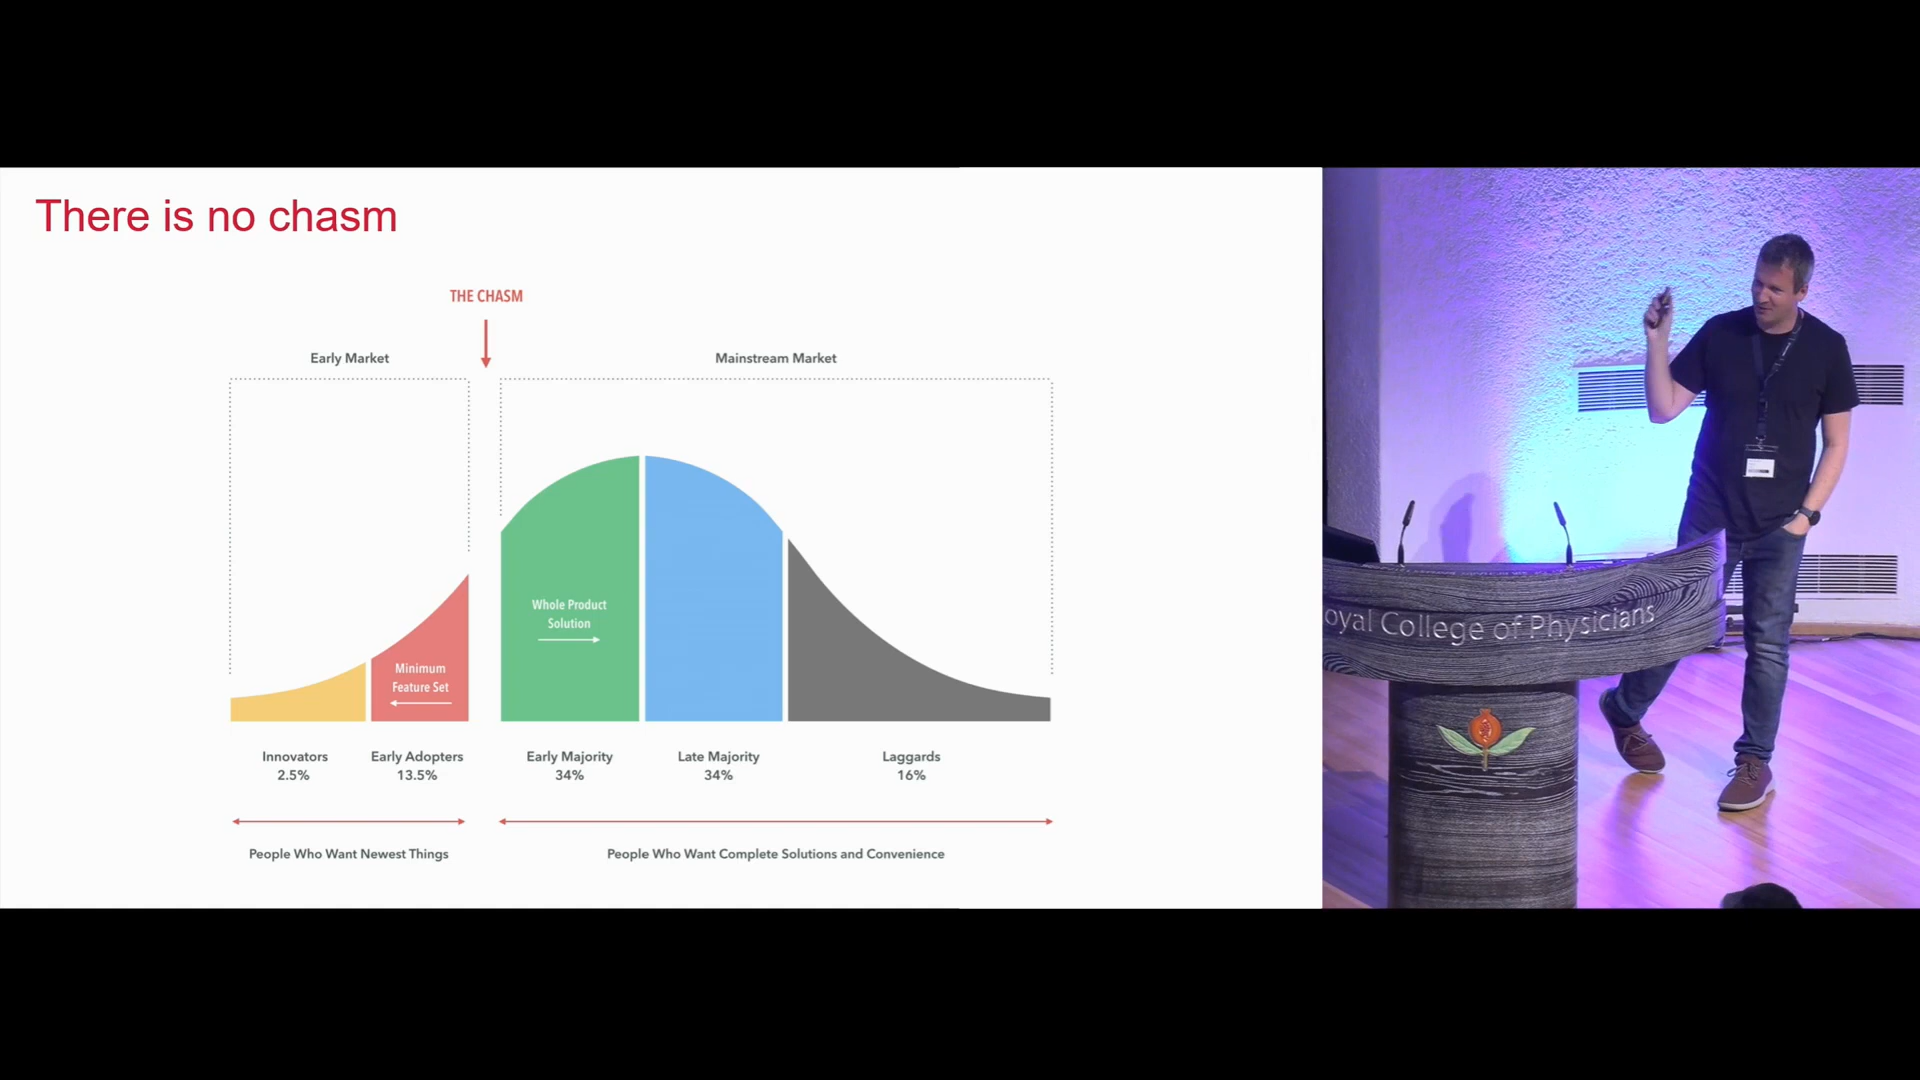 There is no chasm
THE CHASM
Early Market
Mainstream Market
Whole Product
Solution
Minimum
Feature Set
Innovators
2.5%
Early Adopters
13.5%
Early Majority
34%
Late Majority
34%
Laggards
16%
People Who Want Newest Things
People Who Want Complete Solutions and Convenience
oyal College of Physicians